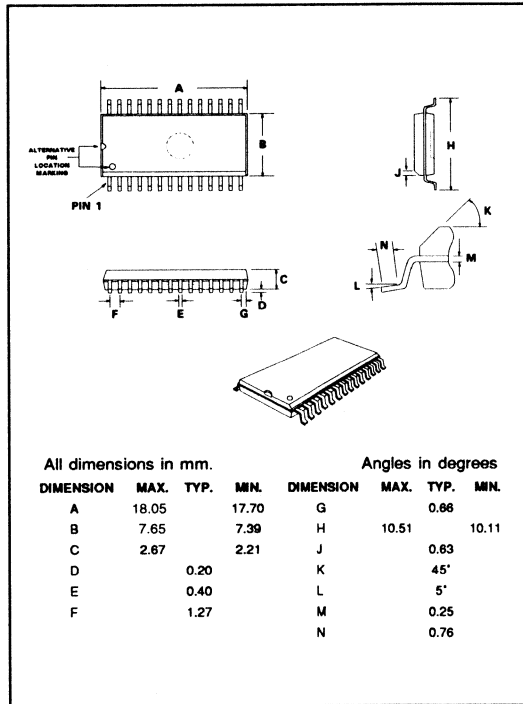 A
B
ALTERNATIVE
PIN
LOCATION
MARKING
PIN 1
H
J
K
N
M
L
C
D
F E G
All dimensions in mm. Angles in degrees
DIMENSION MAX. TYP. MIN. DIMENSION MAX. TYP. MIN.
A 18.05 17.70 G 0.66
B 7.65 7.39 H 10.51 10.11
C 2.67 2.21 J 0.63
D 0.20 K 45°
E 0.40 L 5°
F 1.27 M 0.25
N 0.76